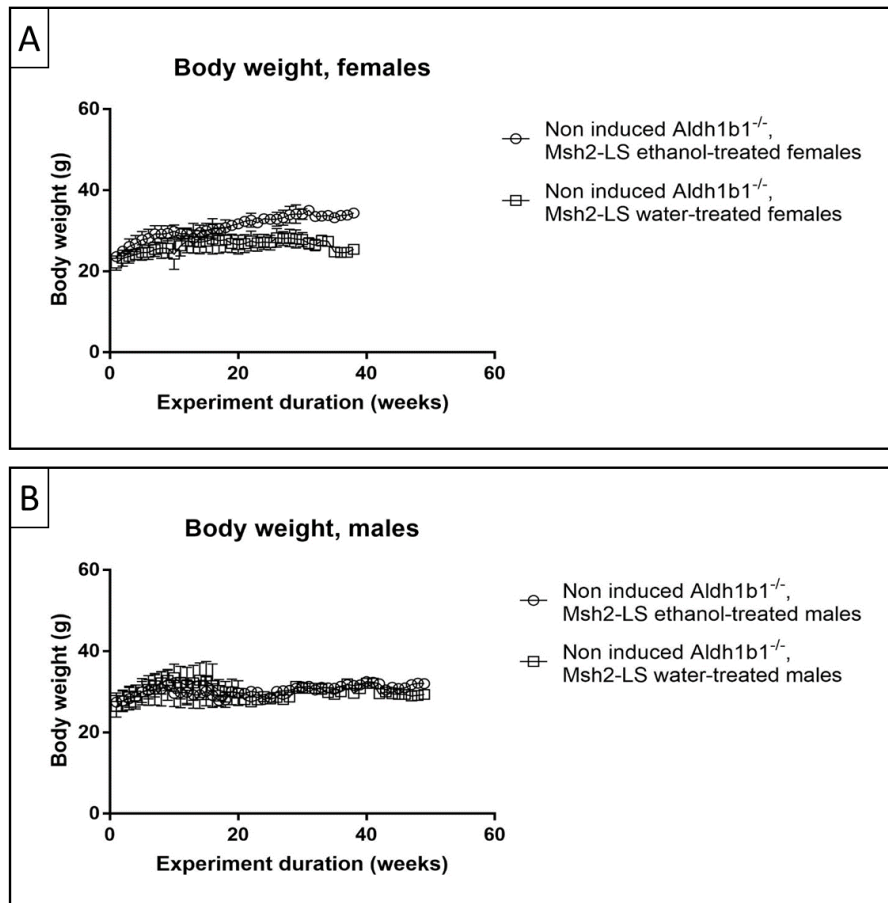 A
Body weight, females
60
40
20
0
0 20 40 60
Body weight (g)
Experiment duration (weeks)
Non induced Aldh1b1-/-,
Msh2-LS ethanol-treated females
Non induced Aldh1b1-/-,
Msh2-LS water-treated females
B
Body weight, males
60
40
20
0
0 20 40 60
Body weight (g)
Experiment duration (weeks)
Non induced Aldh1b1-/-,
Msh2-LS ethanol-treated males
Non induced Aldh1b1-/-,
Msh2-LS water-treated males